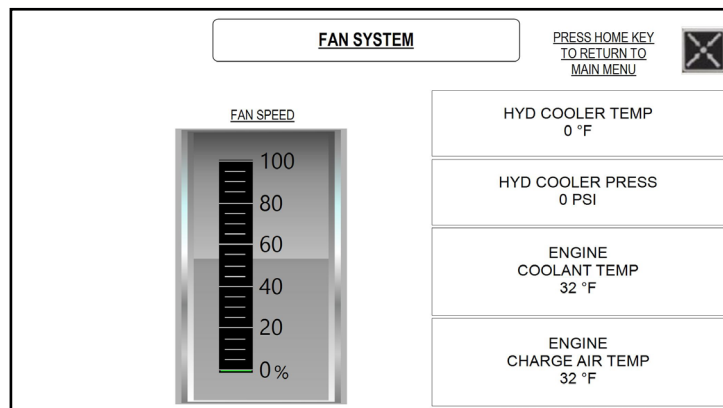 FAN SYSTEM
PRESS HOME KEY
TO RETURN TO
MAIN MENU
FAN SPEED
100
80
60
40
20
0 %
HYD COOLER TEMP
0 °F
HYD COOLER PRESS
0 PSI
ENGINE
COOLANT TEMP
32 °F
ENGINE
CHARGE AIR TEMP
32 °F